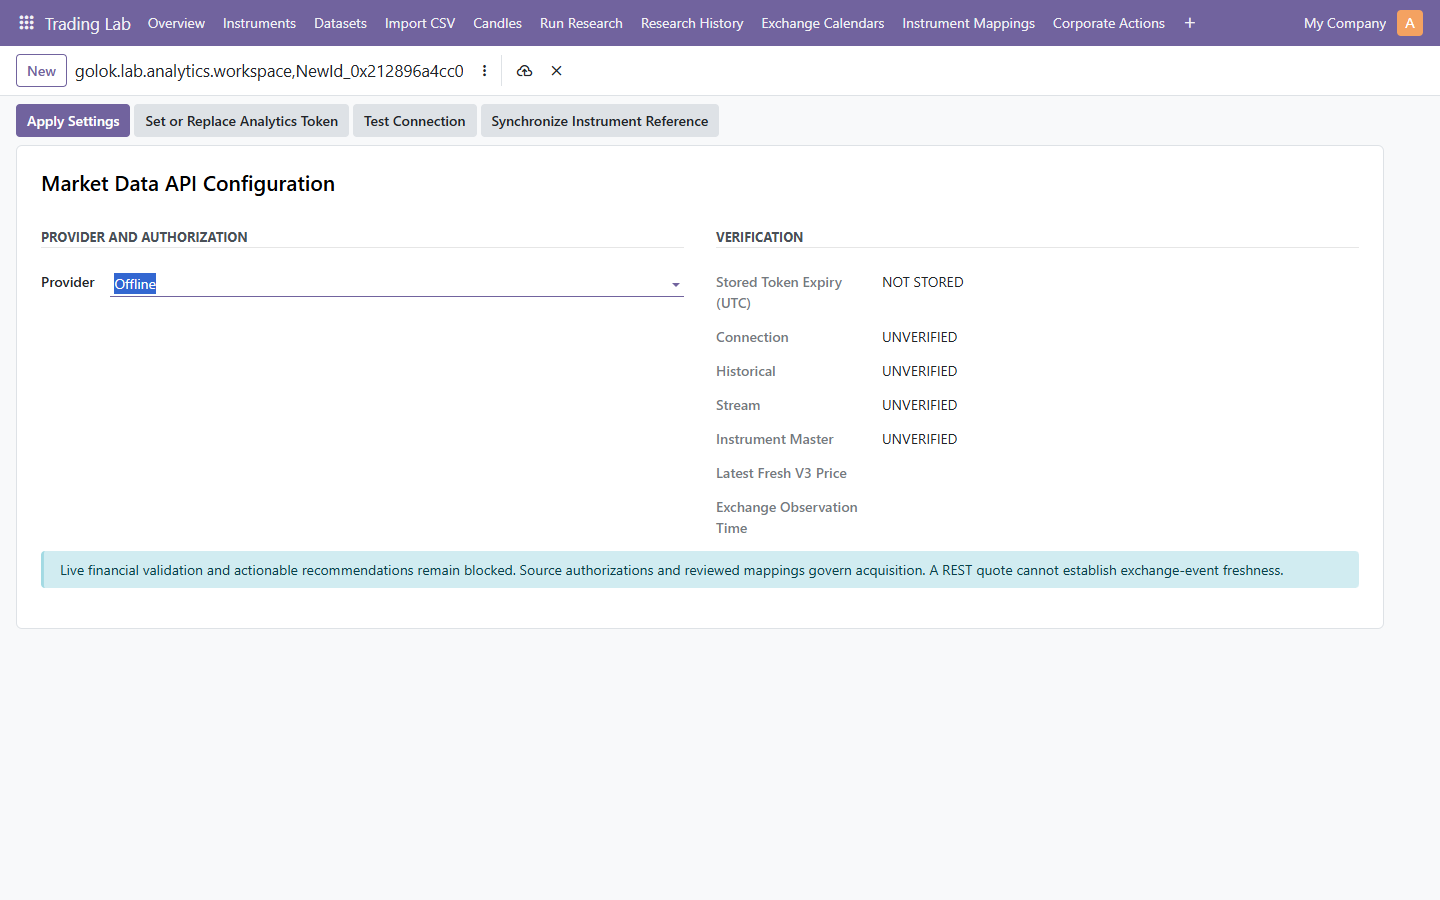 Trading Lab Overview Instruments Datasets Import CSV Candles Run Research Research History Exchange Calendars Instrument Mappings Corporate Actions + My Company A
New golok.lab.analytics.workspace,NewId_0x212896a4cc0
Apply Settings Set or Replace Analytics Token Test Connection Synchronize Instrument Reference
Market Data API Configuration
PROVIDER AND AUTHORIZATION
Provider Offline
VERIFICATION
Stored Token Expiry (UTC) NOT STORED
Connection UNVERIFIED
Historical UNVERIFIED
Stream UNVERIFIED
Instrument Master UNVERIFIED
Latest Fresh V3 Price
Exchange Observation
Time
Live financial validation and actionable recommendations remain blocked. Source authorizations and reviewed mappings govern acquisition. A REST quote cannot establish exchange-event freshness.